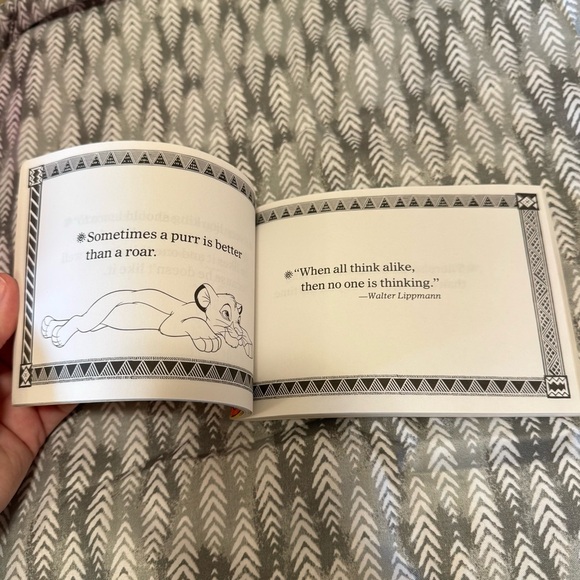 Sometimes a purr is better
than a roar.
"When all think alike,
then no one is thinking."
—Walter Lippmann